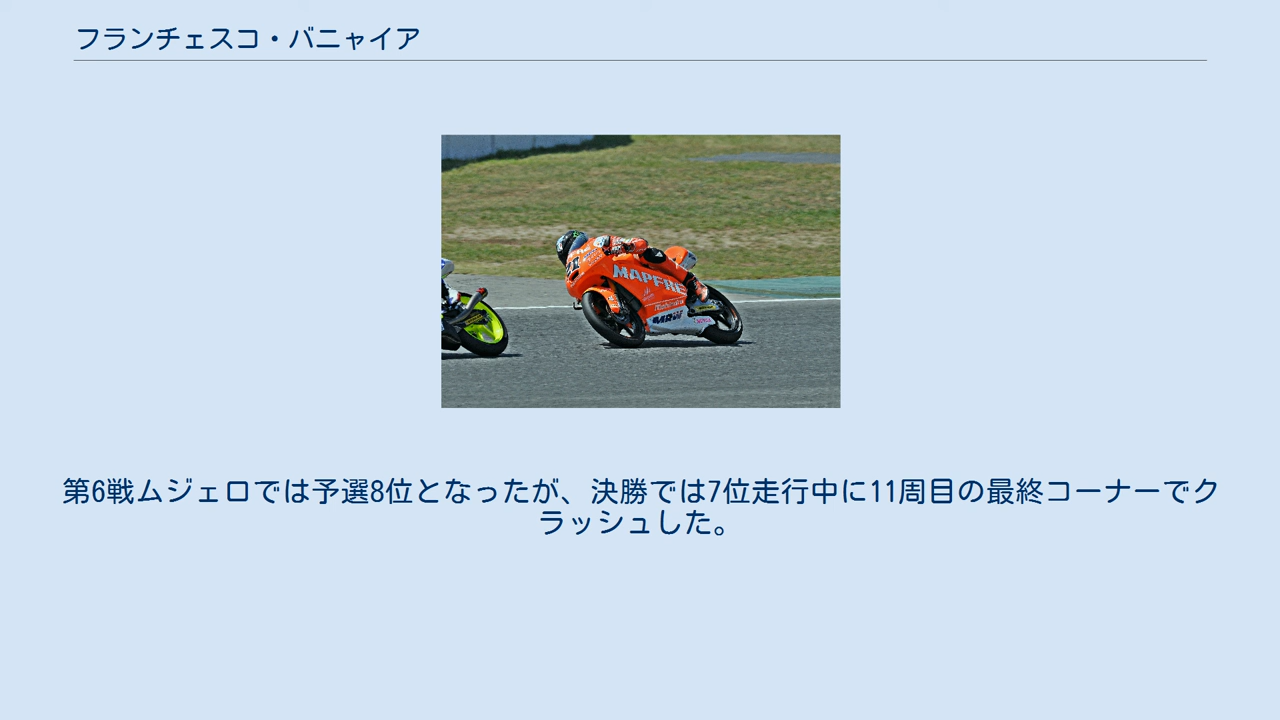 フランチェスコ・バニャイア
MAPFRE
MRW
第6戦ムジェロでは予選8位となったが、決勝では7位走行中に11周目の最終コーナーでク
ラッシュした。